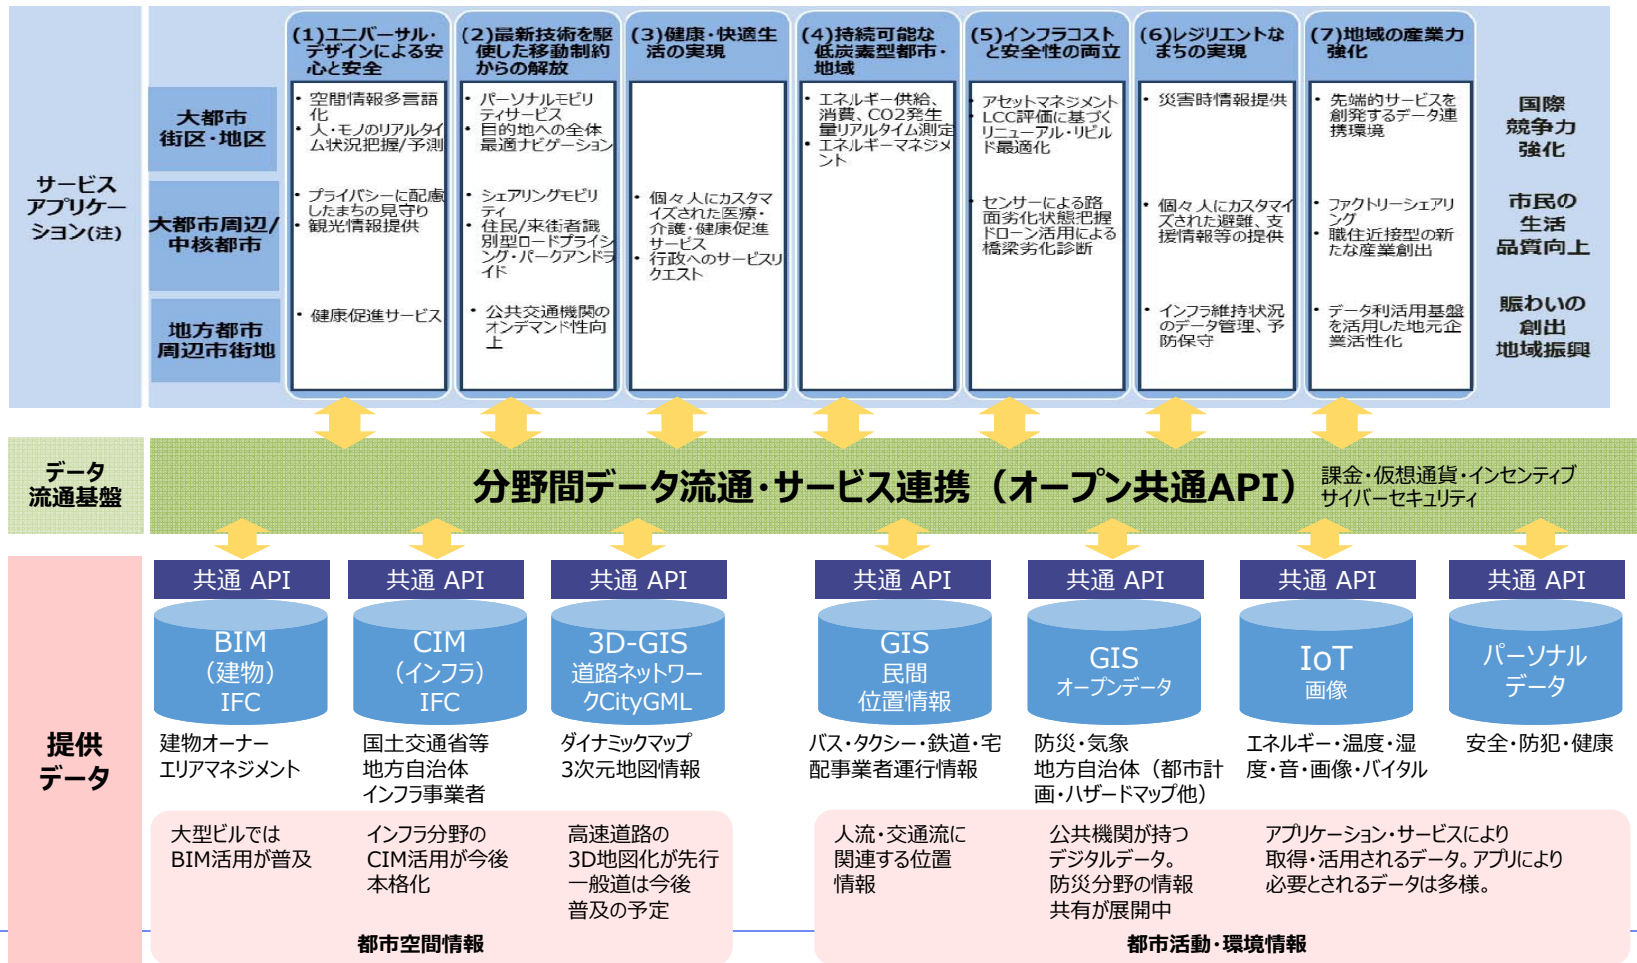 サービス
アプリケー
ション(注)
(1)ユニバーサル・
デザインによる安
心と安全
(2)最新技術を駆
使した移動制約
からの解放
(3)健康・快適生
活の実現
(4)持続可能な
低炭素型都市・
地域
(5)インフラコスト
と安全性の両立
(6)レジリエントな
まちの実現
(7)地域の産業力
強化
大都市
街区・地区
• 空間情報多言語
化
• 人・モノのリアルタイ
ム状況把握/予測
• パーソナルモビリ
ティサービス
• 目的地への全体
最適ナビゲーション
• エネルギー供給、
消費、CO2発生
量リアルタイム測定
• エネルギーマネジメ
ント
• アセットマネジメント
• LCC評価に基づく
リニューアル・リビル
ド最適化
• 災害時情報提供
• 先端的サービスを
創発するデータ連
携環境
国際
競争力
強化
大都市周辺/
中核都市
• プライバシーに配慮
したまちの見守り
• 観光情報提供
• シェアリングモビリ
ティ
• 住民/来街者識
別型ロードプライシ
ング・パークアンドラ
イド
• 個々人にカスタマ
イズされた医療・
介護・健康促進
サービス
• 行政へのサービスリ
クエスト
• センサーによる路
面劣化状態把握
• ドローン活用による
橋梁劣化診断
• 個々人にカスタマイ
ズされた避難、支
援情報等の提供
• ファクトリーシェアリ
ング
• 職住近接型の新
たな産業創出
市民の
生活
品質向上
地方都市
周辺市街地
• 健康促進サービス
• 公共交通機関の
オンデマンド性向
上
• インフラ維持状況
のデータ管理、予
防保守
• データ利活用基盤
を活用した地元企
業活性化
賑わいの
創出
地域振興
データ
流通基盤
分野間データ流通・サービス連携（オープン共通API）
課金・仮想通貨・インセンティブ
サイバーセキュリティ
提供
データ
共通 API
BIM
（建物）
IFC
建物オーナー
エリアマネジメント
大型ビルでは
BIM活用が普及
共通 API
CIM
（インフラ）
IFC
国土交通省等
地方自治体
インフラ事業者
インフラ分野の
CIM活用が今後
本格化
共通 API
3D-GIS
道路ネットワー
クCityGML
ダイナミックマップ
3次元地図情報
高速道路の
3D地図化が先行
一般道は今後
普及の予定
都市空間情報
共通 API
GIS
民間
位置情報
バス・タクシー・鉄道・宅
配事業者運行情報
人流・交通流に
関連する位置
情報
共通 API
GIS
オープンデータ
防災・気象
地方自治体（都市計
画・ハザードマップ他）
公共機関が持つ
デジタルデータ。
防災分野の情報
共有が展開中
共通 API
IoT
画像
エネルギー・温度・湿
度・音・画像・バイタル
共通 API
パーソナル
データ
安全・防犯・健康
アプリケーション・サービスにより
取得・活用されるデータ。アプリにより
必要とされるデータは多様。
都市活動・環境情報